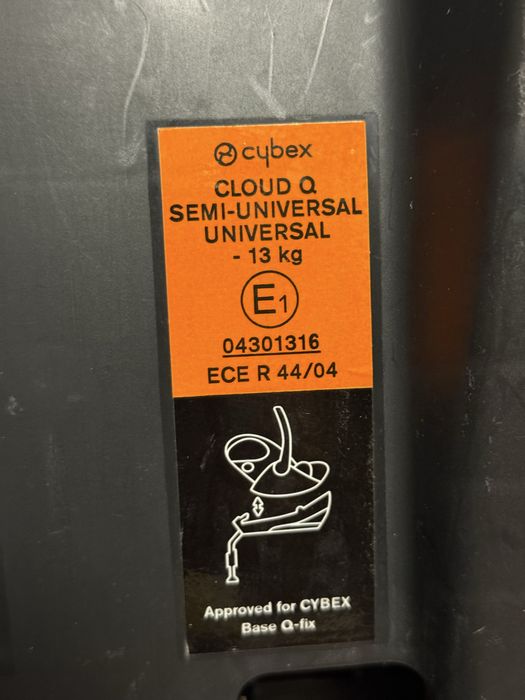 cybex
CLOUD Q
SEMI-UNIVERSAL
UNIVERSAL
- 13 kg
E1
04301316
ECE R 44/04
Approved for CYBEX
Base Q-fix